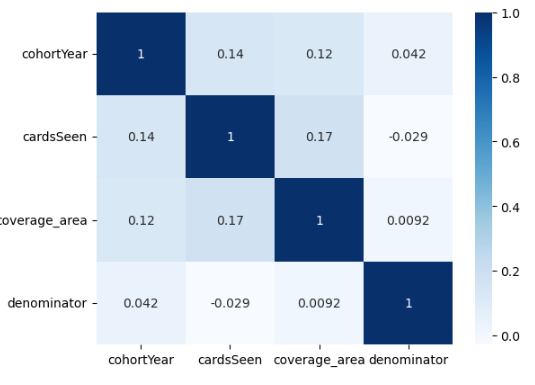 cohortYear 1 0.14 0.12 0.042
cardsSeen 0.14 1 0.17 -0.029
coverage_area 0.12 0.17 1 0.0092
denominator 0.042 -0.029 0.0092 1
cohortYear cardsSeen coverage_area denominator
1.0
0.8
0.6
0.4
0.2
0.0